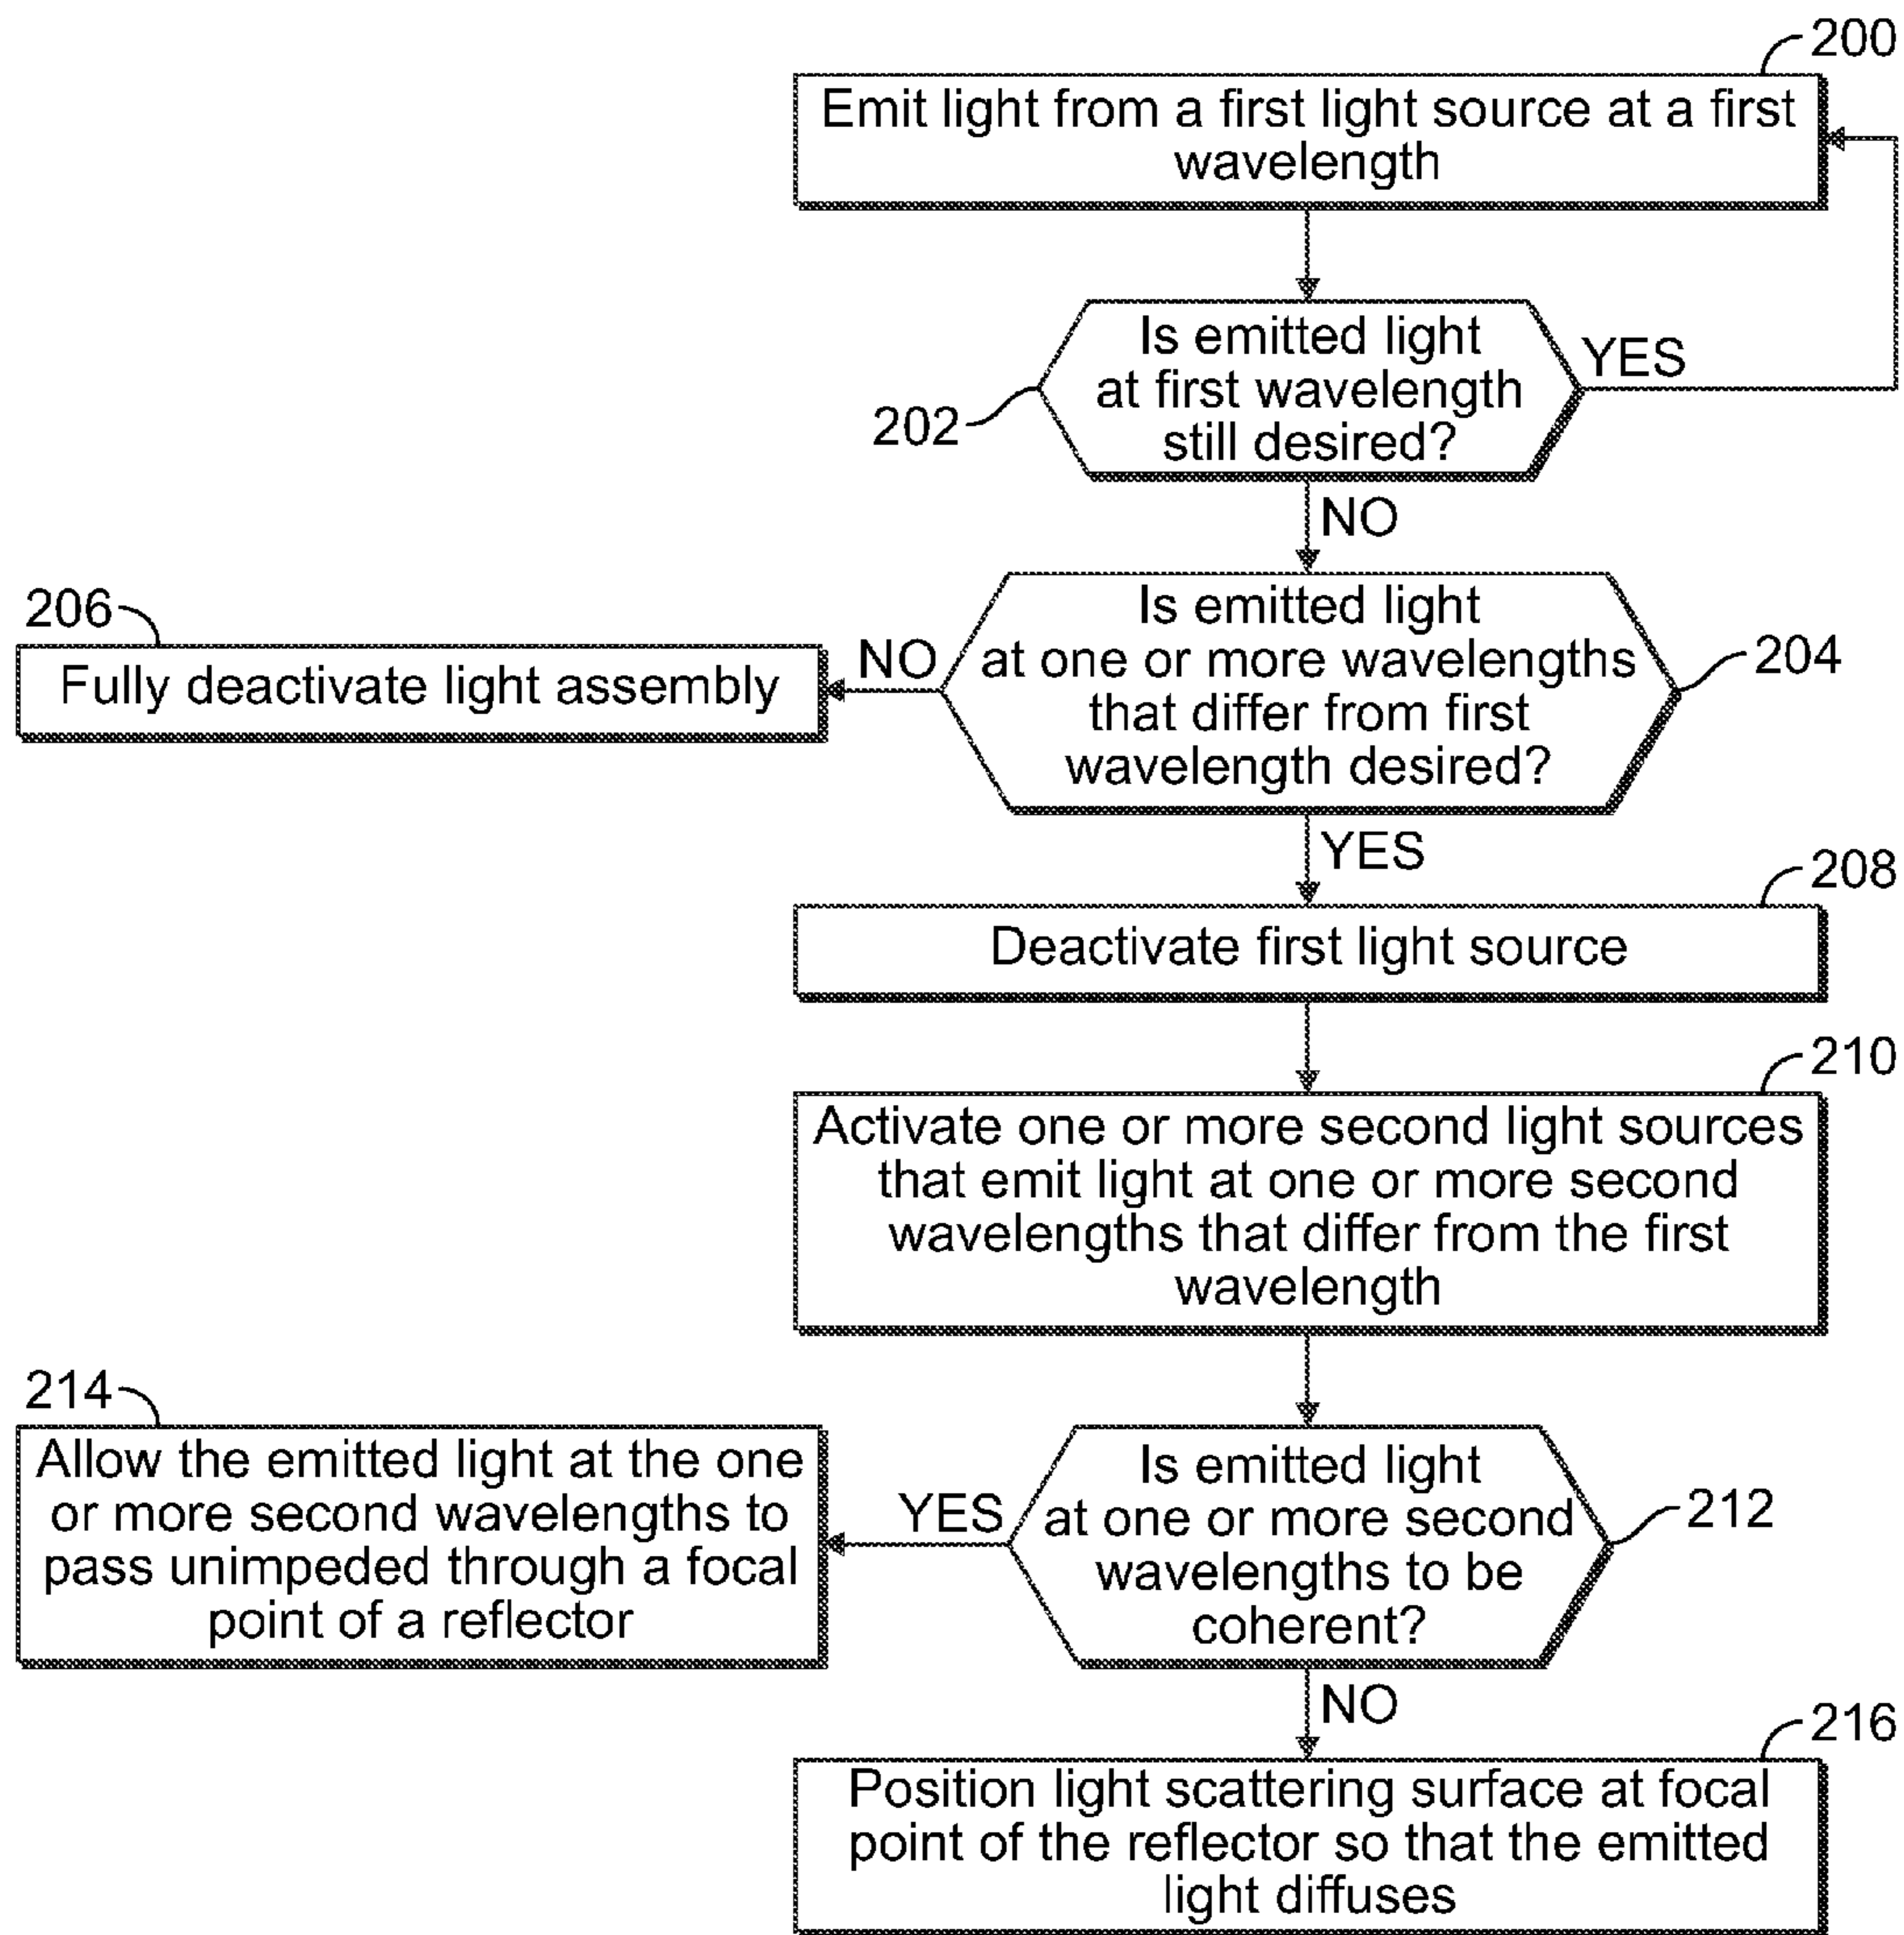 200
Emit light from a first light source at a first
wavelength
Is emitted light
at first wavelength
still desired?
YES
202
NO
206
Fully deactivate light assembly
NO
Is emitted light
at one or more wavelengths
that differ from first
wavelength desired?
204
YES
208
Deactivate first light source
210
Activate one or more second light sources
that emit light at one or more second
wavelengths that differ from the first
wavelength
214
Allow the emitted light at the one
or more second wavelengths to
pass unimpeded through a focal
point of a reflector
YES
Is emitted light
at one or more second
wavelengths to be
coherent?
212
NO
216
Position light scattering surface at focal
point of the reflector so that the emitted
light diffuses